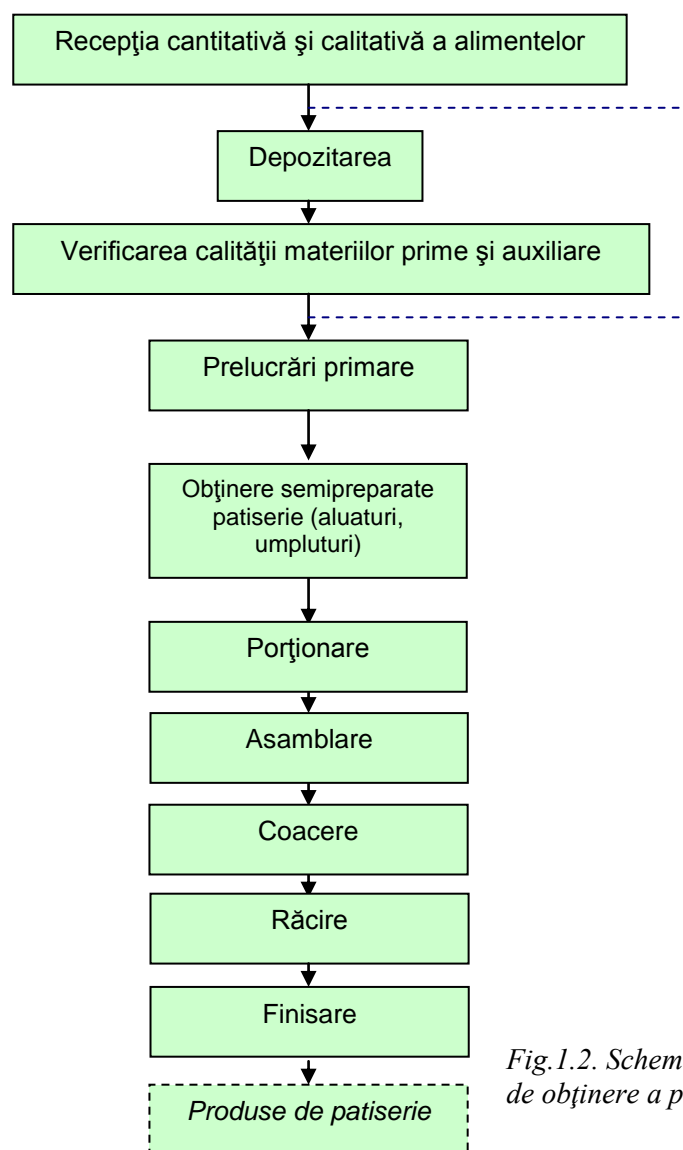 Recepţia cantitativă şi calitativă a alimentelor
Depozitarea
Verificarea calităţii materiilor prime şi auxiliare
Prelucrări primare
Obţinere semipreparate
patiserie (aluaturi,
umpluturi)
Porţionare
Asamblare
Coacere
Răcire
Finisare
Produse de patiserie
Fig.1.2. Schem
de obţinere a p